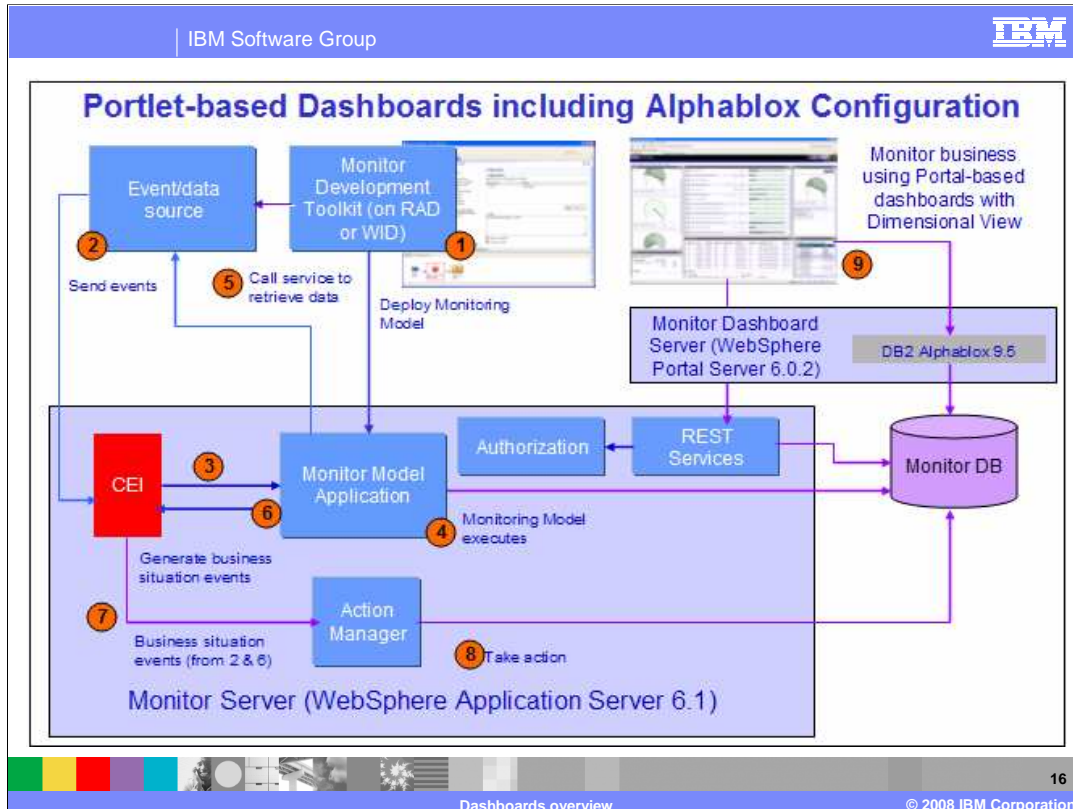 IBM Software Group
IBM
Portlet-based Dashboards including Alphablox Configuration
Event/data
source
2
Send events
Monitor
Development
Toolkit (on RAD
or WID)
1
5
Call service to
retrieve data
Deploy Monitoring
Model
Monitor business
using Portal-based
dashboards with
Dimensional View
9
Monitor Dashboard
Server (WebSphere
Portal Server 6.0.2)
DB2 Alphablox 9.5
CEI
3
6
Monitor Model
Application
4
Monitoring Model
executes
Authorization
REST
Services
Monitor DB
Generate business
situation events
7
Business situation
events (from 2 & 6)
Action
Manager
8
Take action
Monitor Server (WebSphere Application Server 6.1)
16
Dashboards overview
© 2008 IBM Corporation